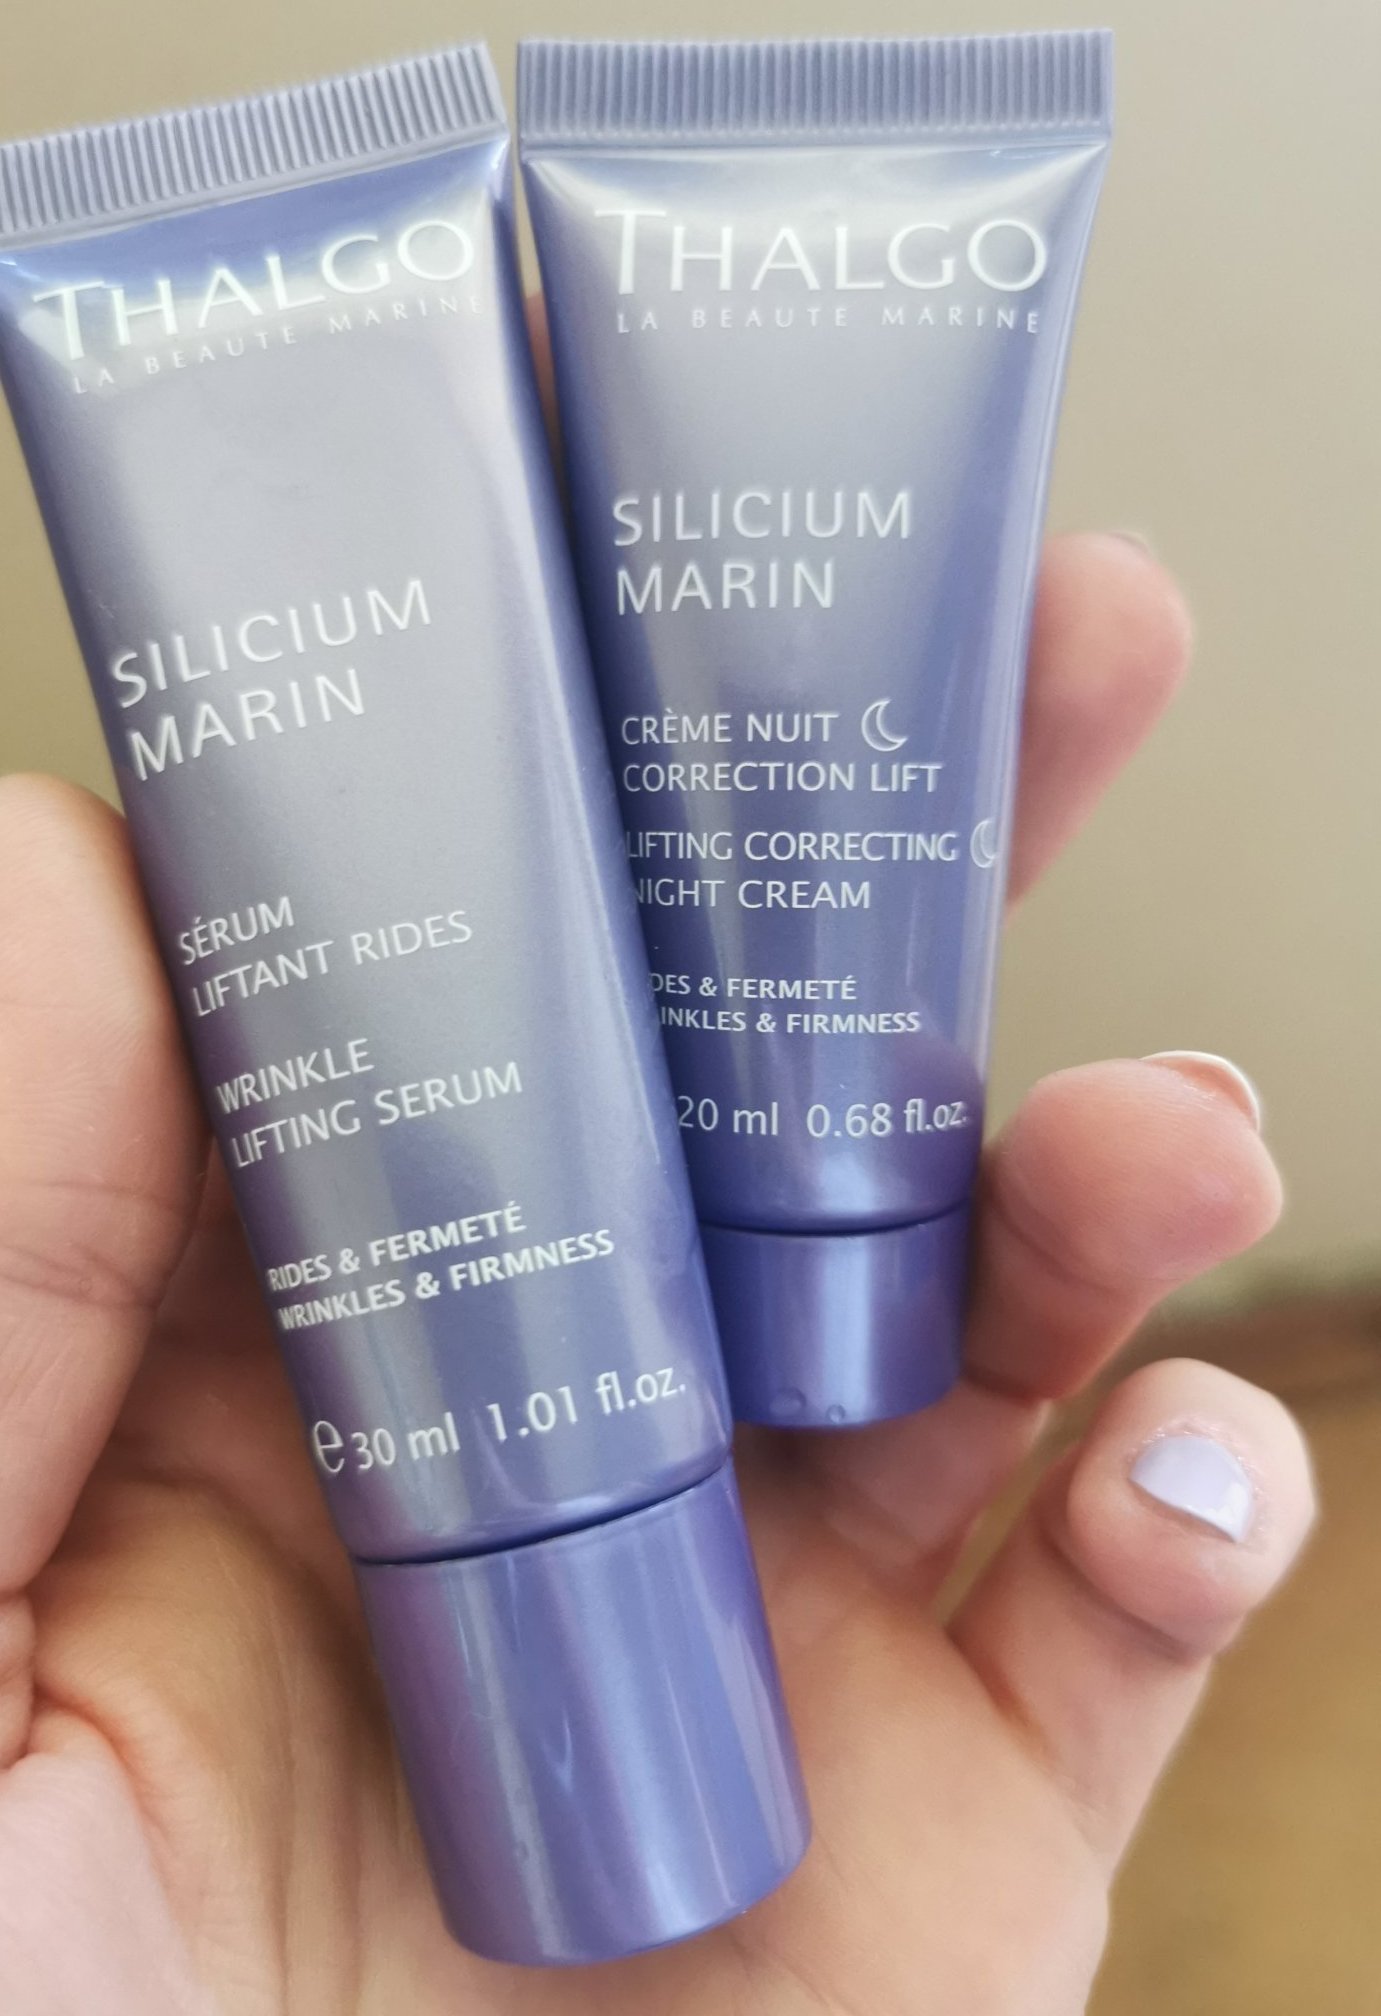 THALGO
LA BEAUTE MARINE
SILICIUM
MARIN
SÉRUM
LIFTANT RIDES
WRINKLE
LIFTING SERUM
RIDES & FERMETÉ
WRINKLES & FIRMNESS
e 30 ml 1.01 fl.oz.
THALGO
LA BEAUTE MARINE
SILICIUM
MARIN
CRÈME NUIT
CORRECTION LIFT
LIFTING CORRECTING
NIGHT CREAM
DES & FERMETÉ
INKLES & FIRMNESS
20 ml 0.68 fl.oz.